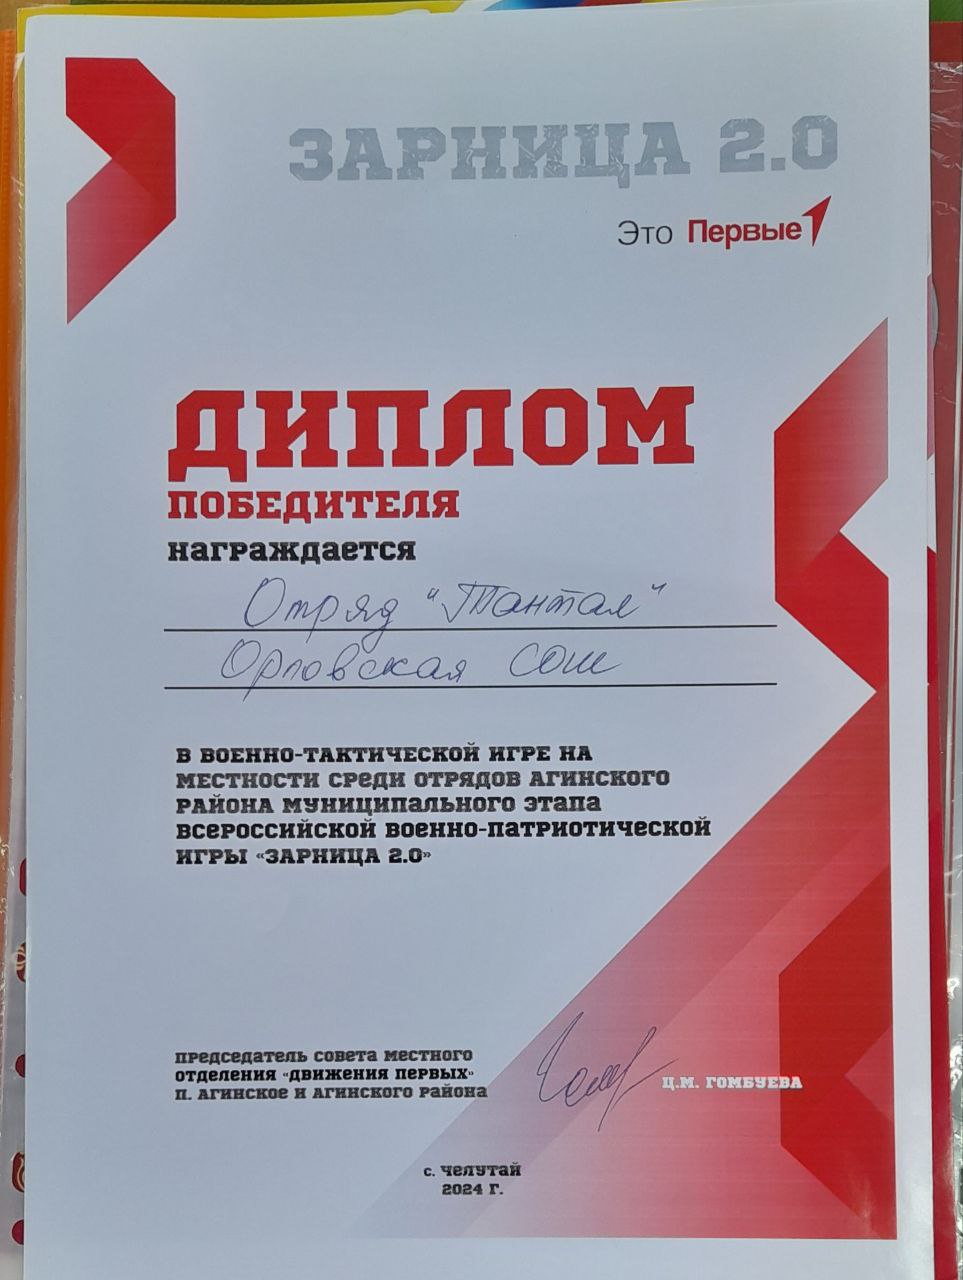 ЗАРНИЦА 2.0
Это Первые
ДИПЛОМ
ПОБЕДИТЕЛЯ
награждается
Отряд "Тантал"
Орловская СОШ
В ВОЕННО-ТАКТИЧЕСКОЙ ИГРЕ НА
МЕСТНОСТИ СРЕДИ ОТРЯДОВ АГИНСКОГО
РАЙОНА МУНИЦИПАЛЬНОГО ЭТАПА
ВСЕРОССИЙСКОЙ ВОЕННО-ПАТРИОТИЧЕСКОЙ
ИГРЫ «ЗАРНИЦА 2.0»
ПРЕДСЕДАТЕЛЬ СОВЕТА МЕСТНОГО
ОТДЕЛЕНИЯ «ДВИЖЕНИЯ ПЕРВЫХ»
П. АГИНСКОЕ И АГИНСКОГО РАЙОНА
Ц.М. ГОМБУЕВА
с. ЧЕЛУТАЙ
2024 Г.